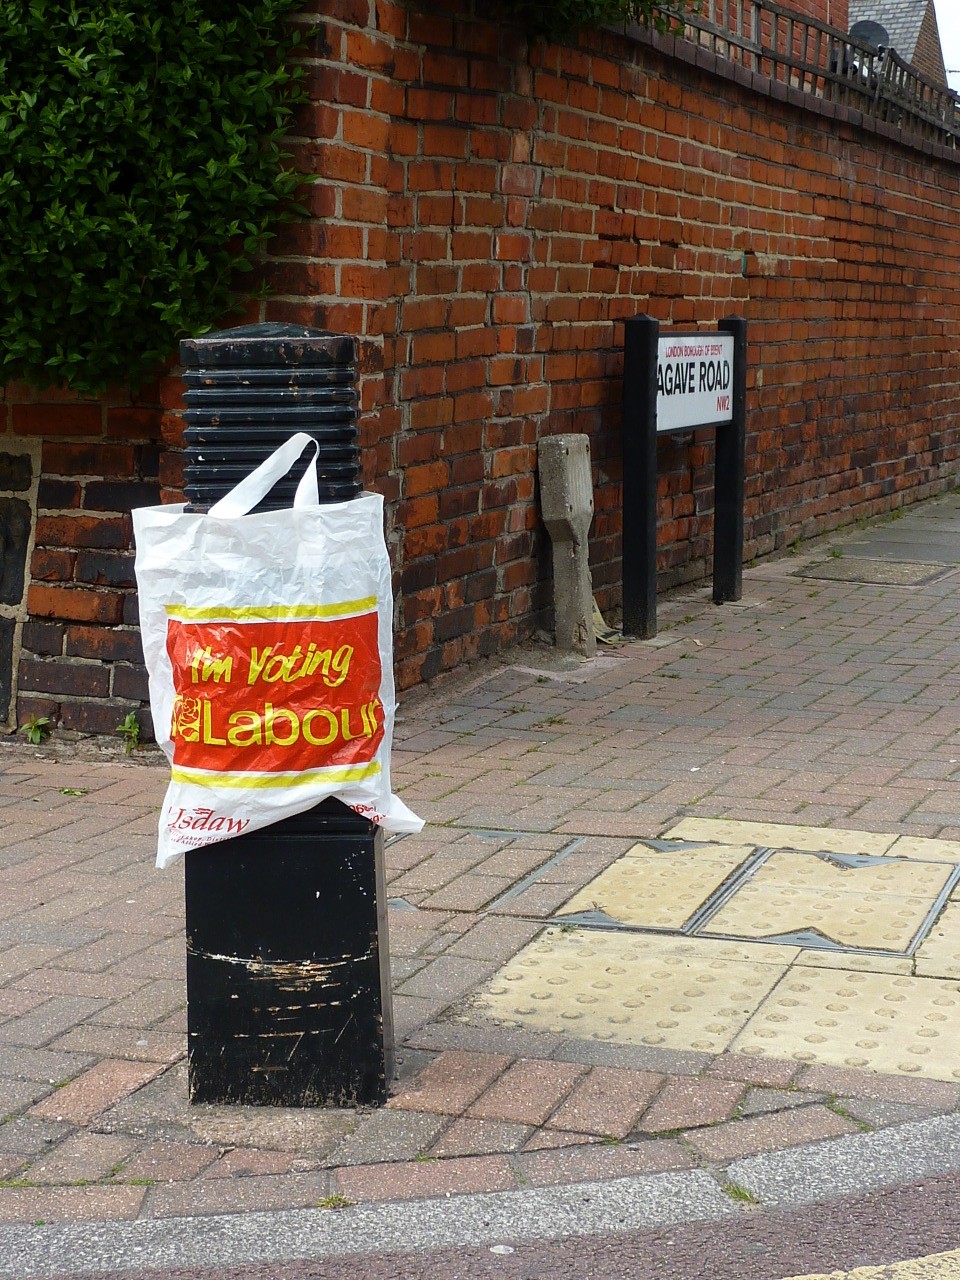 LONDON BOROUGH OF BRENT
AGAVE ROAD
NW2
I'm Voting
Labour
Usdaw